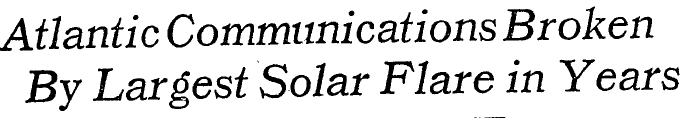 Atlantic Communications Broken
By Largest Solar Flare in Years